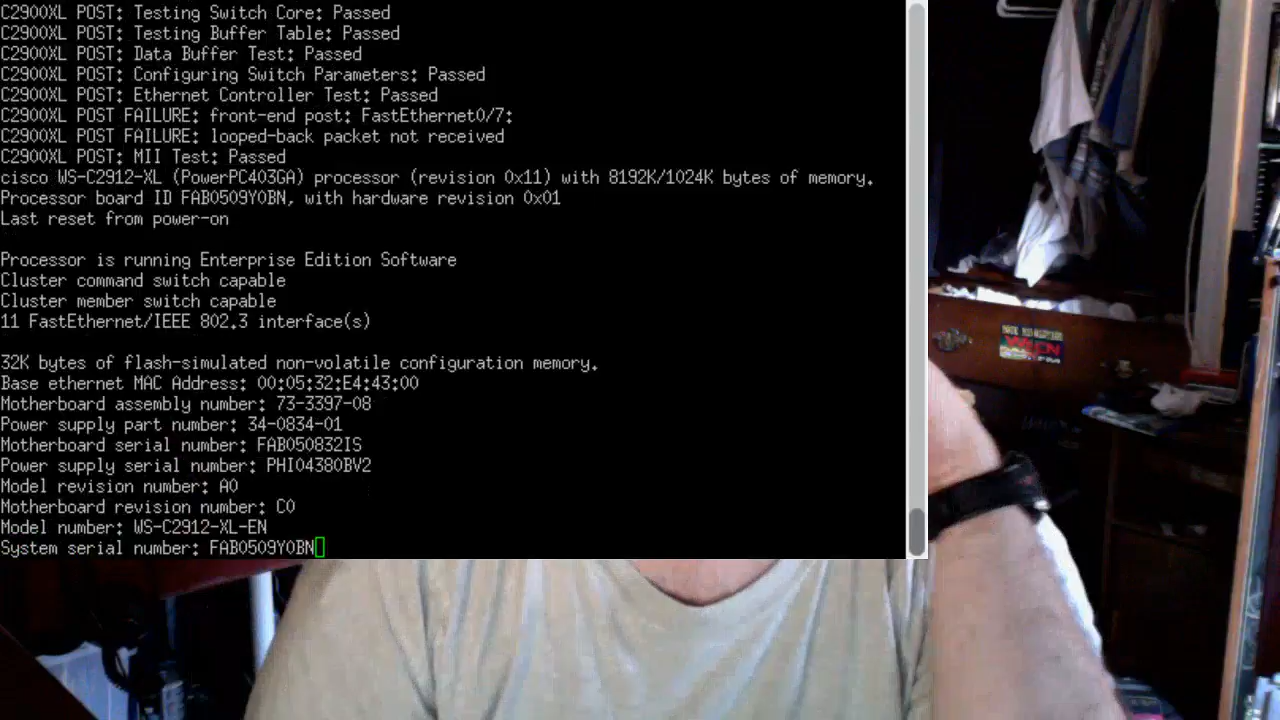 C2900XL POST: Testing Switch Core: Passed
C2900XL POST: Testing Buffer Table: Passed
C2900XL POST: Data Buffer Test: Passed
C2900XL POST: Configuring Switch Parameters: Passed
C2900XL POST: Ethernet Controller Test: Passed
C2900XL POST FAILURE: front-end post: FastEthernet0/7:
C2900XL POST FAILURE: looped-back packet not received
C2900XL POST: MII Test: Passed
cisco WS-C2912-XL (PowerPC403GA) processor (revision 0x11) with 8192K/1024K bytes of memory.
Processor board ID FAB0509Y0BN, with hardware revision 0x01
Last reset from power-on
Processor is running Enterprise Edition Software
Cluster command switch capable
Cluster member switch capable
11 FastEthernet/IEEE 802.3 interface(s)
32K bytes of flash-simulated non-volatile configuration memory.
Base ethernet MAC Address: 00:05:32:E4:43:00
Motherboard assembly number: 73-3397-08
Power supply part number: 34-0834-01
Motherboard serial number: FAB050832IS
Power supply serial number: PHI04380BV2
Model revision number: A0
Motherboard revision number: C0
Model number: WS-C2912-XL-EN
System serial number: FAB0509Y0BN